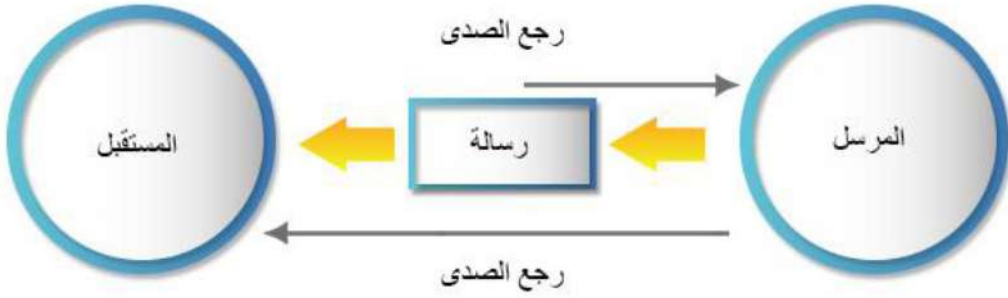 رجع الصدى
المرسل
رسالة
المستقبل
رجع الصدى